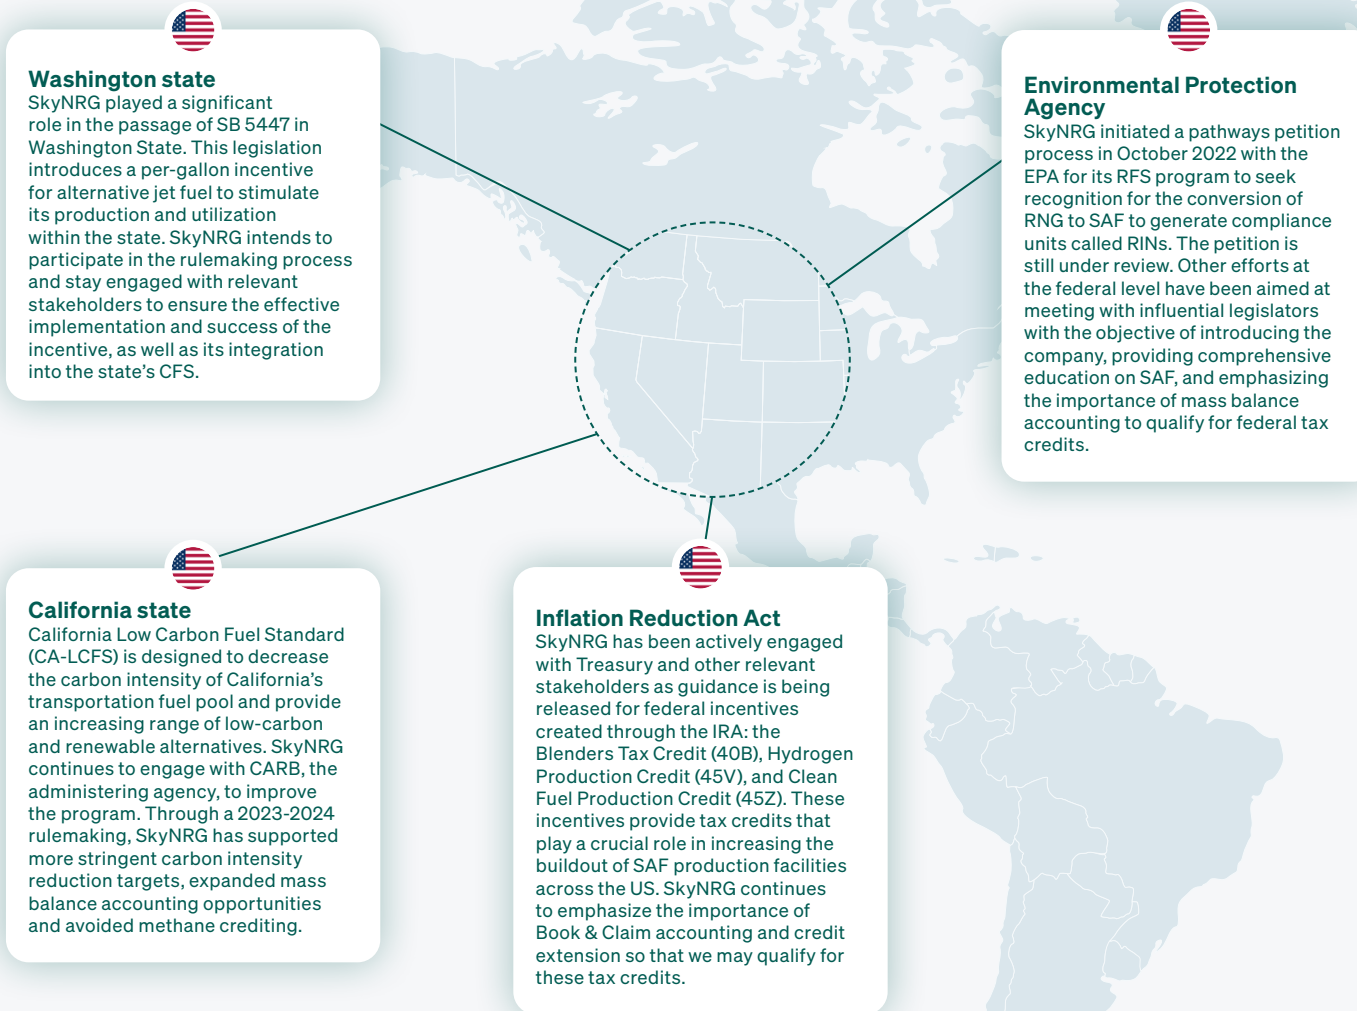 Washington state
SkyNRG played a significant
role in the passage of SB 5447 in
Washington State. This legislation
introduces a per-gallon incentive
for alternative jet fuel to stimulate
its production and utilization
within the state. SkyNRG intends to
participate in the rulemaking process
and stay engaged with relevant
stakeholders to ensure the effective
implementation and success of the
incentive, as well as its integration
into the state’s CFS.
Environmental Protection
Agency
SkyNRG initiated a pathways petition
process in October 2022 with the
EPA for its RFS program to seek
recognition for the conversion of
RNG to SAF to generate compliance
units called RINs. The petition is
still under review. Other efforts at
the federal level have been aimed at
meeting with influential legislators
with the objective of introducing the
company, providing comprehensive
education on SAF, and emphasizing
the importance of mass balance
accounting to qualify for federal tax
credits.
California state
California Low Carbon Fuel Standard
(CA-LCFS) is designed to decrease
the carbon intensity of California’s
transportation fuel pool and provide
an increasing range of low-carbon
and renewable alternatives. SkyNRG
continues to engage with CARB, the
administering agency, to improve
the program. Through a 2023-2024
rulemaking, SkyNRG has supported
more stringent carbon intensity
reduction targets, expanded mass
balance accounting opportunities
and avoided methane crediting.
Inflation Reduction Act
SkyNRG has been actively engaged
with Treasury and other relevant
stakeholders as guidance is being
released for federal incentives
created through the IRA: the
Blenders Tax Credit (40B), Hydrogen
Production Credit (45V), and Clean
Fuel Production Credit (45Z). These
incentives provide tax credits that
play a crucial role in increasing the
buildout of SAF production facilities
across the US. SkyNRG continues
to emphasize the importance of
Book & Claim accounting and credit
extension so that we may qualify for
these tax credits.